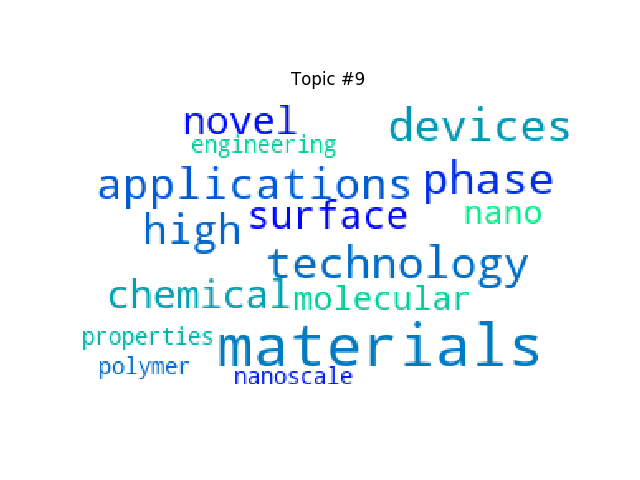 Topic #9
novel devices
engineering
applications phase
high surface nano
technology
chemical molecular
properties materials
polymer nanoscale